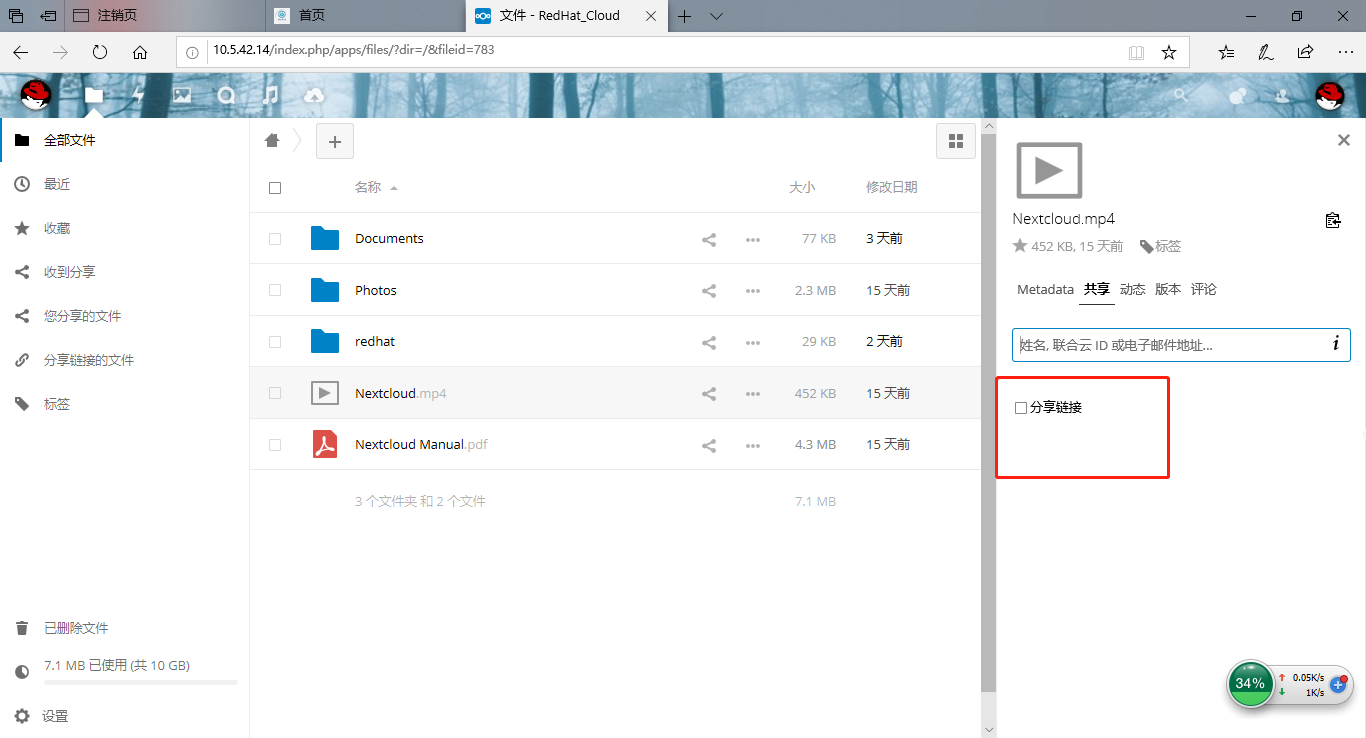 注销页
首页
文件 - RedHat_Cloud
10.5.42.14/index.php/apps/files/?dir=/&fileid=783
全部文件
最近
收藏
收到分享
您分享的文件
分享链接的文件
标签
已删除文件
7.1 MB 已使用 (共 10 GB)
设置
名称 大小 修改日期
Documents 77 KB 3 天前
Photos 2.3 MB 15 天前
redhat 29 KB 2 天前
Nextcloud.mp4 452 KB 15 天前
Nextcloud Manual.pdf 4.3 MB 15 天前
3 个文件夹 和 2 个文件 7.1 MB
Nextcloud.mp4
452 KB, 15 天前 标签
Metadata 共享 动态 版本 评论
姓名, 联合云 ID 或电子邮件地址...
分享链接
34% 0.05K/s
1K/s